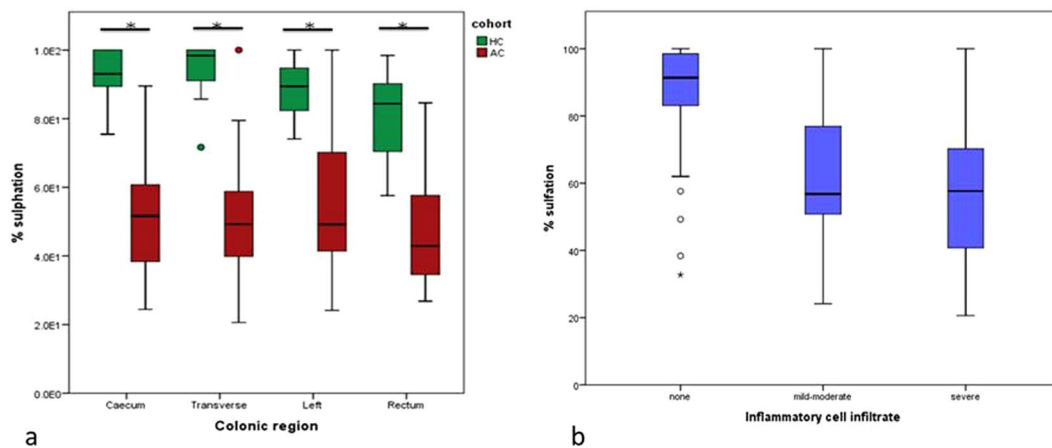 * * * *
cohort
HC
AC
1.0E2
8.0E1
6.0E1
4.0E1
2.0E1
0.0E0
% sulphation
Caecum Transverse Left Rectum
Colonic region
a
100
80
60
40
20
0
% sulfation
*
none mild-moderate severe
Inflammatory cell infiltrate
b